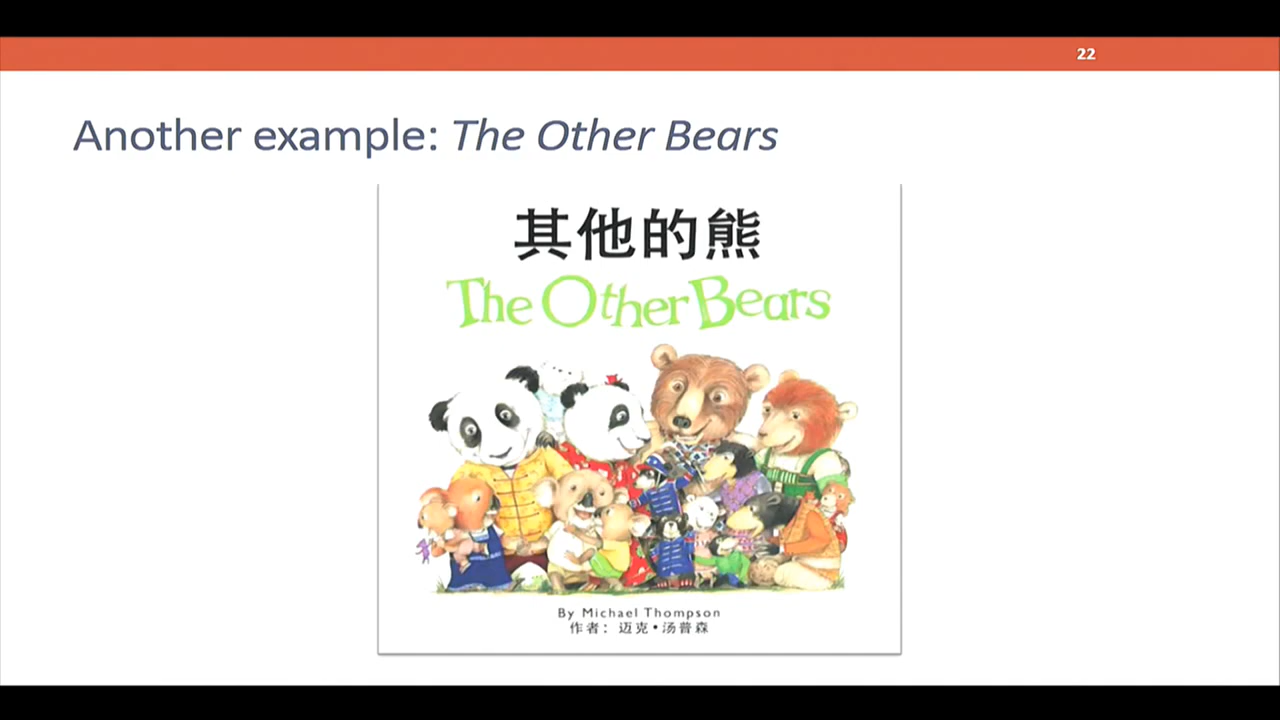 22
Another example: The Other Bears
其他的熊
The Other Bears
By Michael Thompson
作者：迈克•汤普森